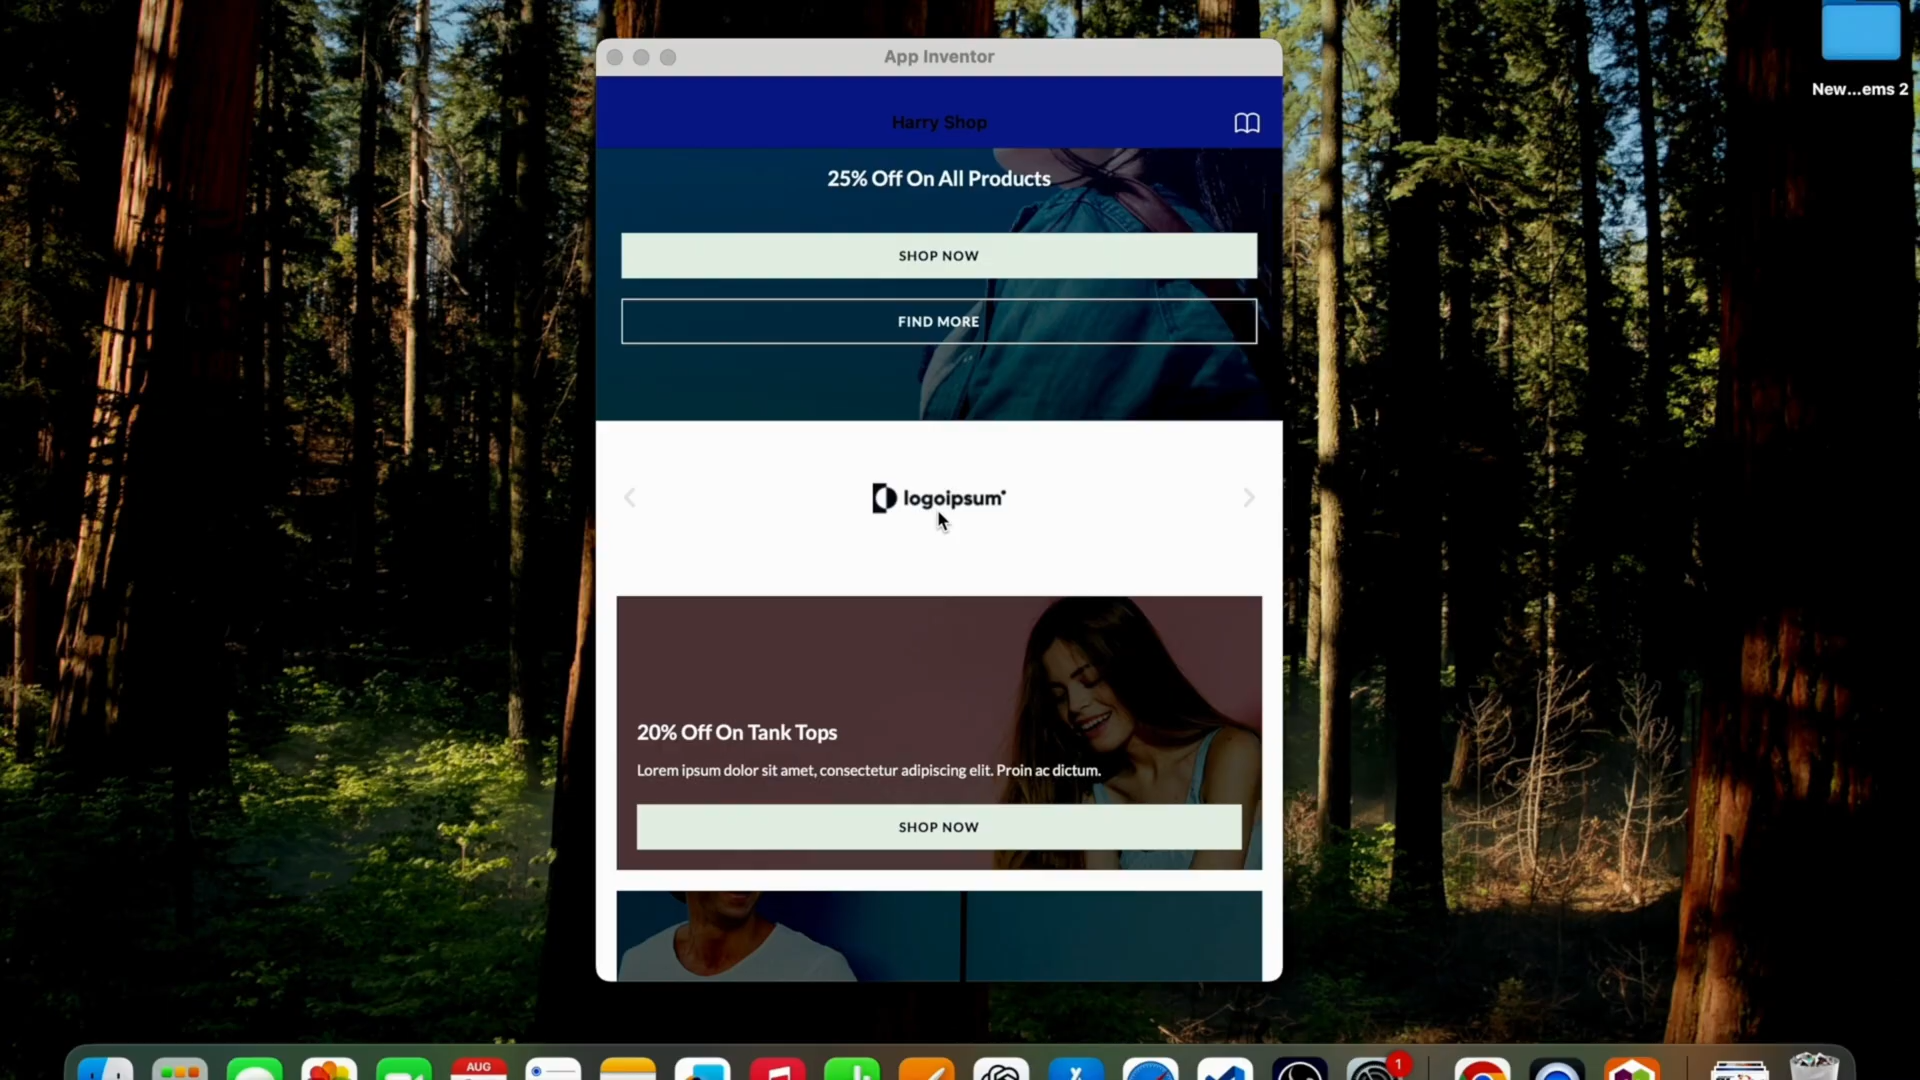 App Inventor
New...ems 2
Harry Shop
25% Off On All Products
SHOP NOW
FIND MORE
logoipsum
20% Off On Tank Tops
Lorem ipsum dolor sit amet, consectetur adipiscing elit. Proin ac dictum.
SHOP NOW
AUG
1